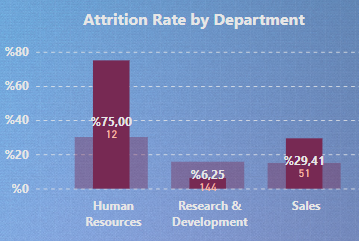 Attrition Rate by Department
%80
%60
%40
%20
%0
%75,00
12
%6,25
144
%29,41
51
Human
Resources
Research &
Development
Sales